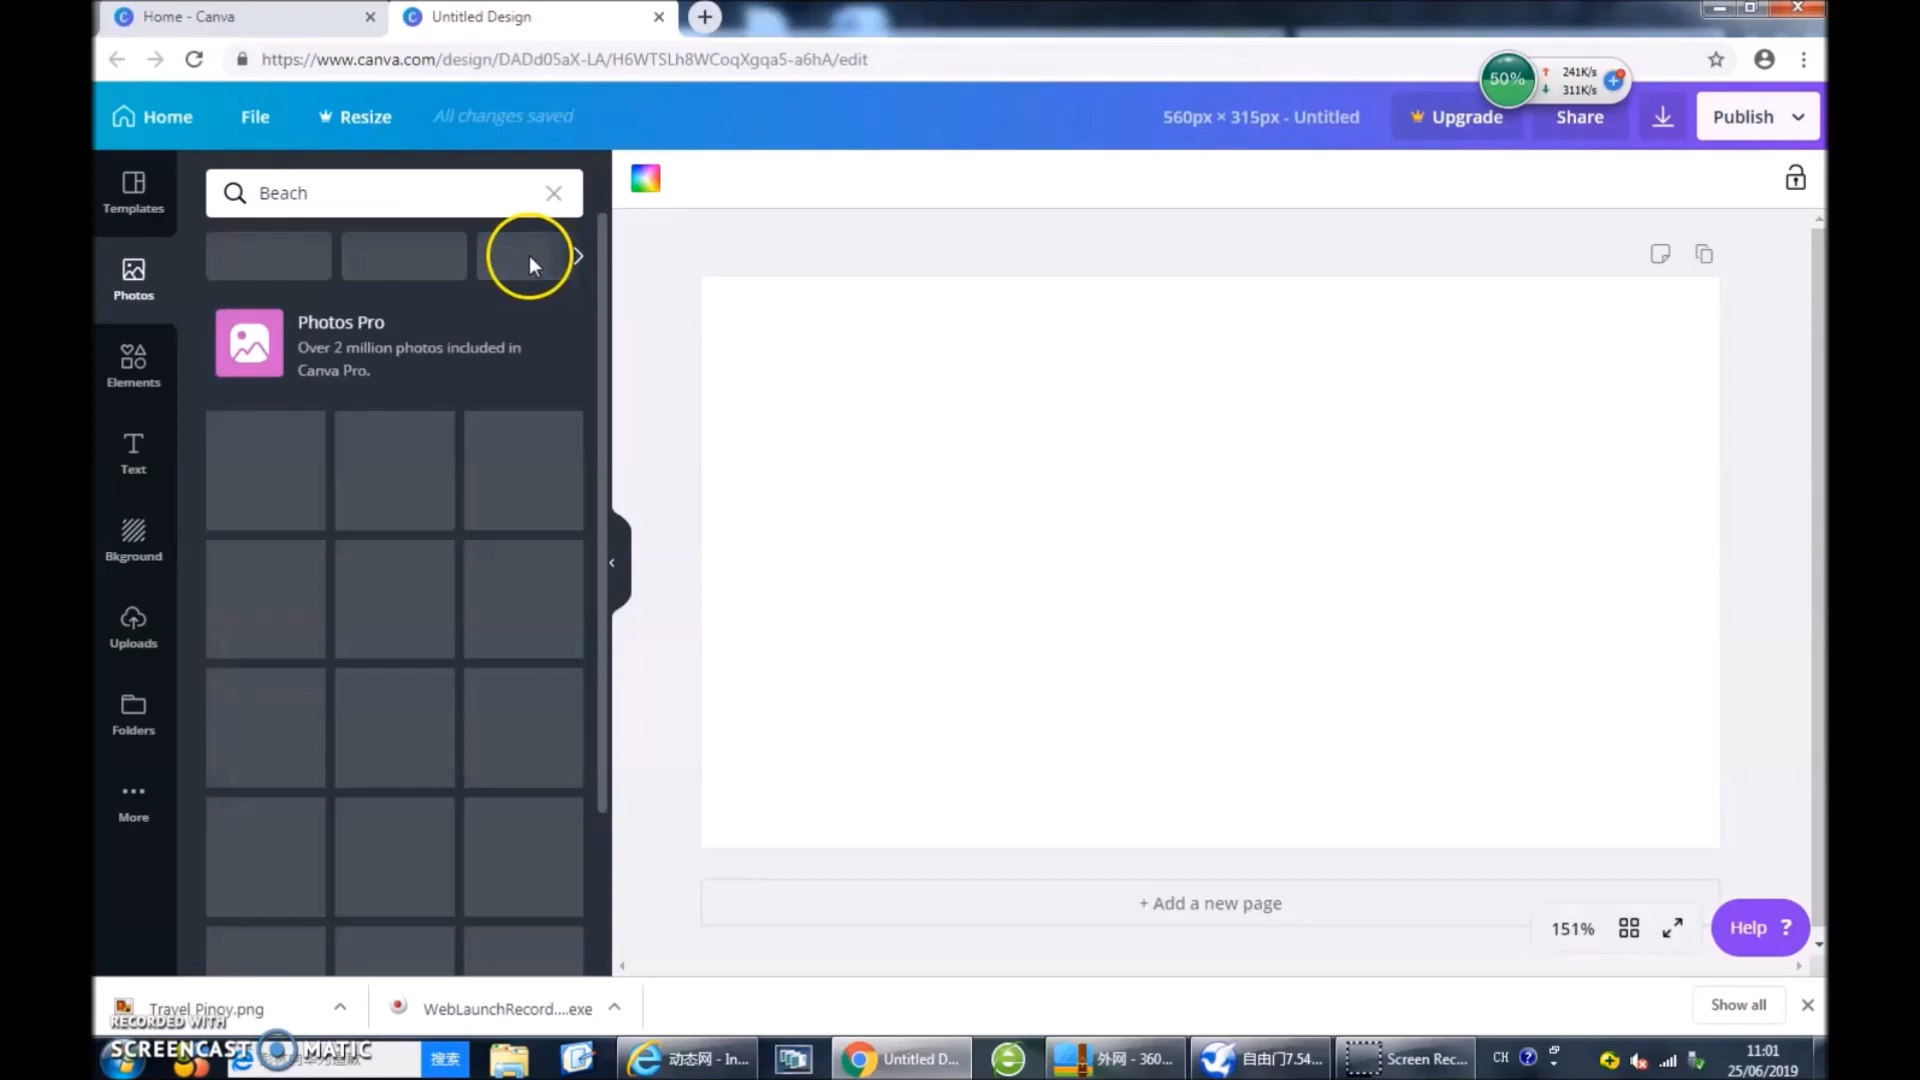 Home - Canva
Untitled Design
https://www.canva.com/design/DADd05aX-LA/H6WTSLh8WCoqXgqa5-a6hA/edit
50%
241K/s
311K/s
Home
File
Resize
All changes saved
560px × 315px - Untitled
Upgrade
Share
Publish
Templates
Photos
Elements
Text
Bkground
Uploads
Folders
More
Beach
Photos Pro
Over 2 million photos included in
Canva Pro.
+ Add a new page
151%
Help ?
Travel Pinoy.png
WebLaunchRecord....exe
Show all
RECORDED WITH
SCREENCAST MATIC
搜索
动态网 - In...
Untitled D...
外网 - 360...
自由门7.54...
Screen Rec...
CH
11:01
25/06/2019